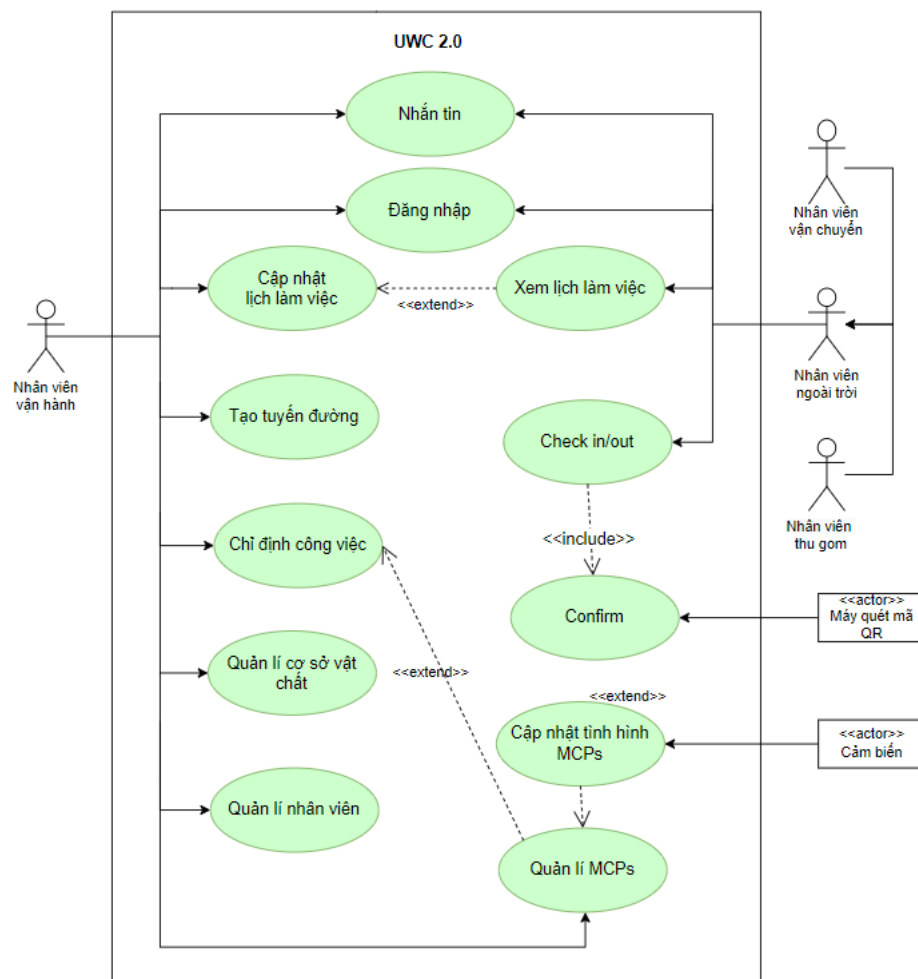 UWC 2.0
Nhắn tin
Đăng nhập
Cập nhật
lịch làm việc
<<extend>>
Xem lịch làm việc
Nhân viên
vận chuyển
Nhân viên
vận hành
Nhân viên
ngoài trời
Tạo tuyến đường
Check in/out
Nhân viên
thu gom
Chỉ định công việc
<<include>>
Confirm
<<actor>>
Máy quét mã
QR
Quản lí cơ sở vật
chất
<<extend>>
<<extend>>
Cập nhật tình hình
MCPs
<<actor>>
Cảm biến
Quản lí nhân viên
Quản lí MCPs